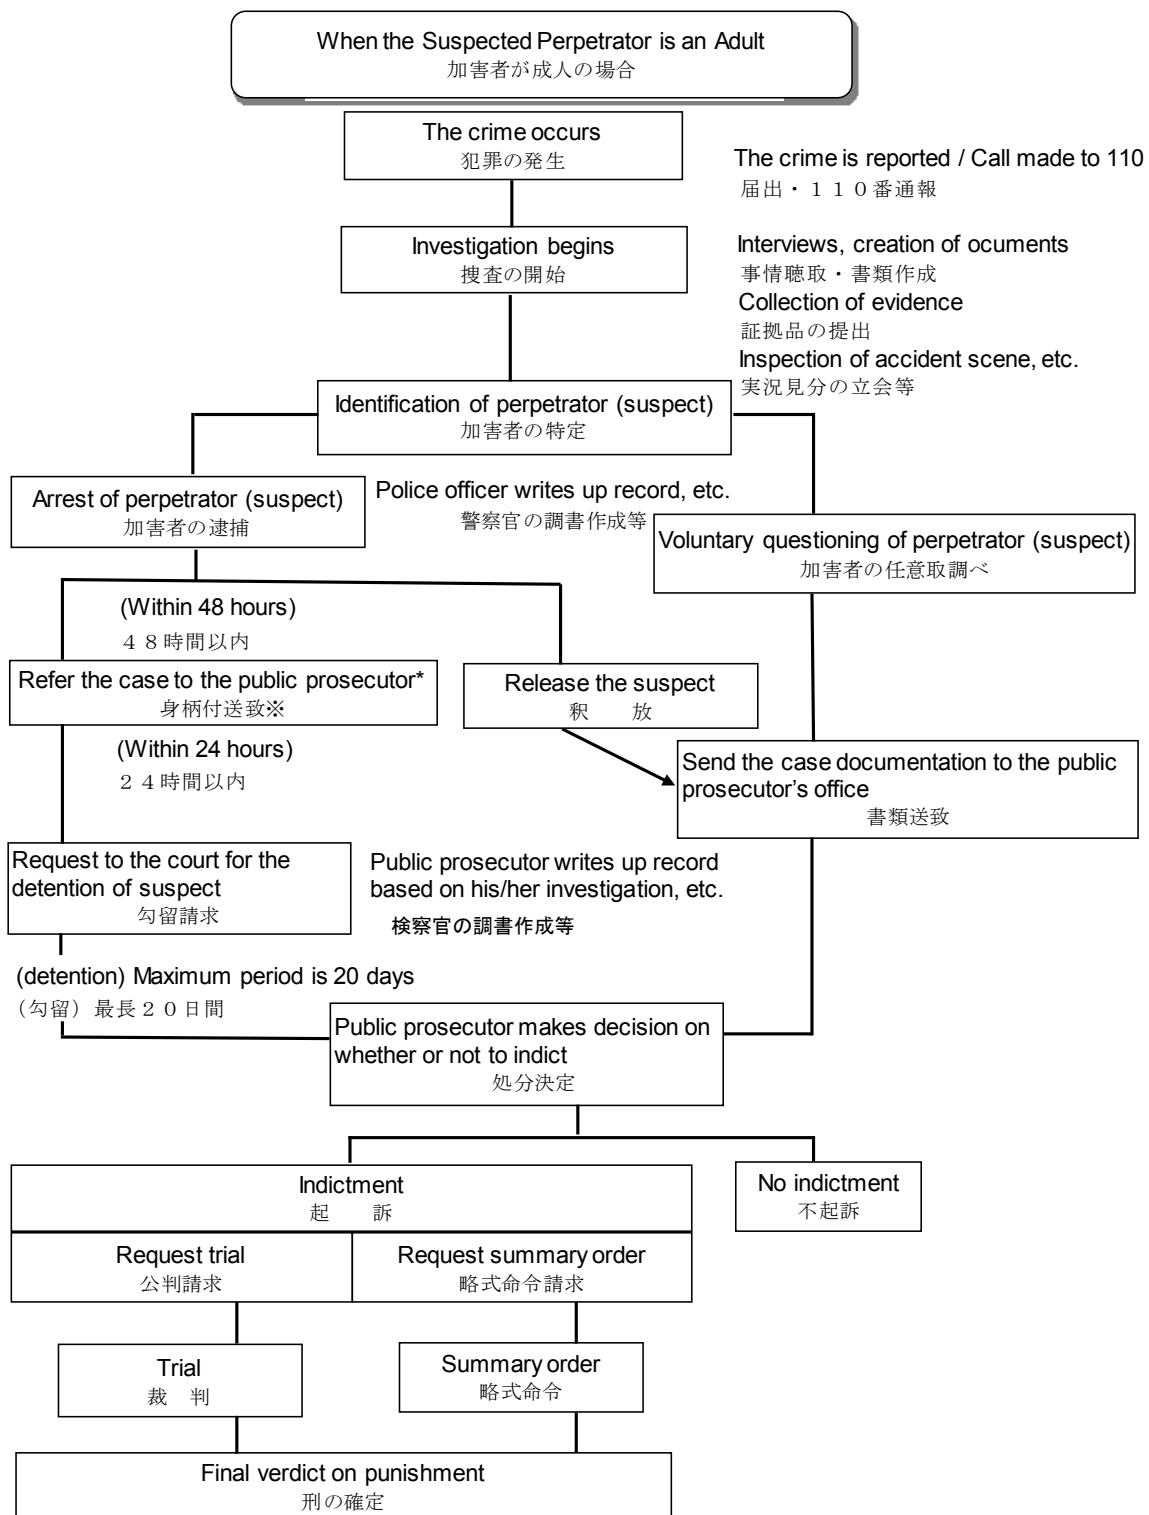 When the Suspected Perpetrator is an Adult
加害者が成人の場合
The crime occurs
犯罪の発生
The crime is reported / Call made to 110
届出・１１０番通報
Investigation begins
捜査の開始
Interviews, creation of ocuments
事情聴取・書類作成
Collection of evidence
証拠品の提出
Inspection of accident scene, etc.
実況見分の立会等
Identification of perpetrator (suspect)
加害者の特定
Arrest of perpetrator (suspect)
加害者の逮捕
Police officer writes up record, etc.
警察官の調書作成等
Voluntary questioning of perpetrator (suspect)
加害者の任意取調べ
(Within 48 hours)
４８時間以内
Refer the case to the public prosecutor*
身柄付送致※
Release the suspect
釈　　放
(Within 24 hours)
２４時間以内
Send the case documentation to the public
prosecutor's office
書類送致
Request to the court for the
detention of suspect
勾留請求
Public prosecutor writes up record
based on his/her investigation, etc.
検察官の調書作成等
(detention) Maximum period is 20 days
（勾留）最長２０日間
Public prosecutor makes decision on
whether or not to indict
処分決定
Indictment
起　　訴
No indictment
不起訴
Request trial
公判請求
Request summary order
略式命令請求
Trial
裁　判
Summary order
略式命令
Final verdict on punishment
刑の確定